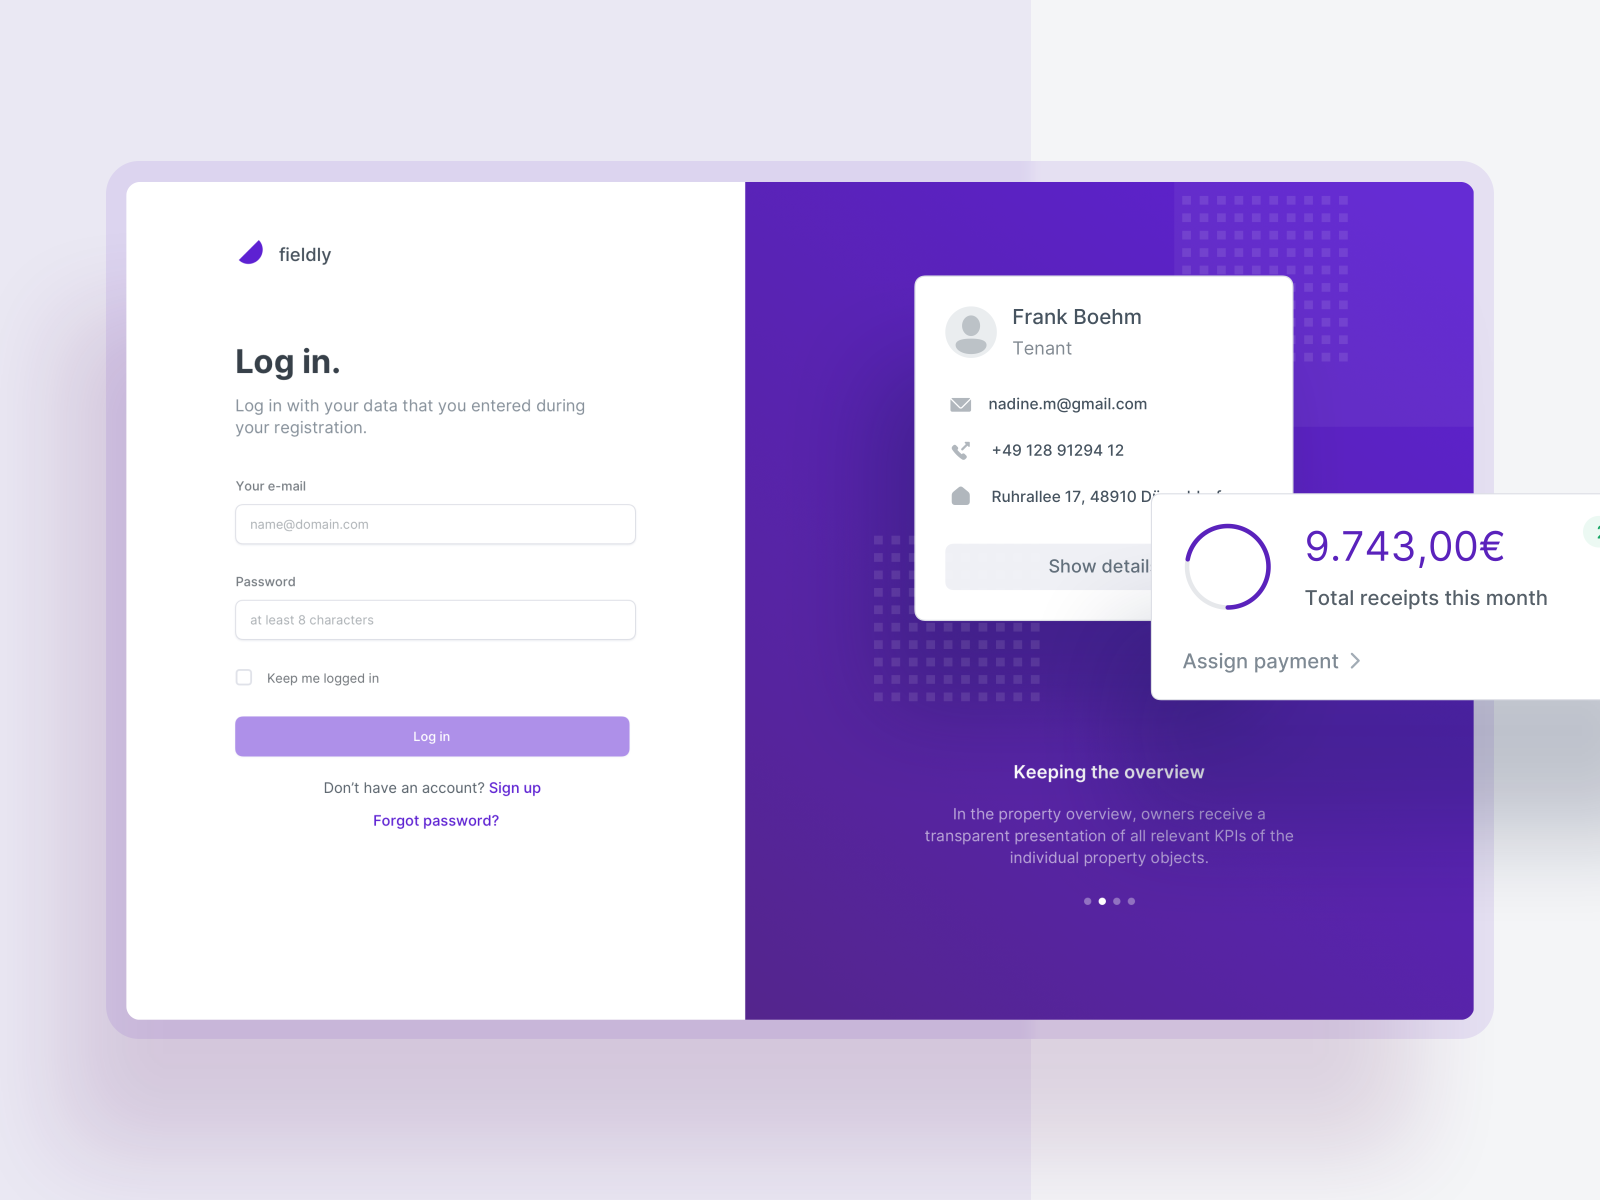 fieldly
Log in.
Log in with your data that you entered during
your registration.
Your e-mail
name@domain.com
Password
at least 8 characters
Keep me logged in
Log in
Don't have an account? Sign up
Forgot password?
Frank Boehm
Tenant
nadine.m@gmail.com
+49 128 91294 12
Ruhrallee 17, 48910
Show detail
9.743,00€
Total receipts this month
Assign payment
Keeping the overview
In the property overview, owners receive a
transparent presentation of all relevant KPIs of the
individual property objects.